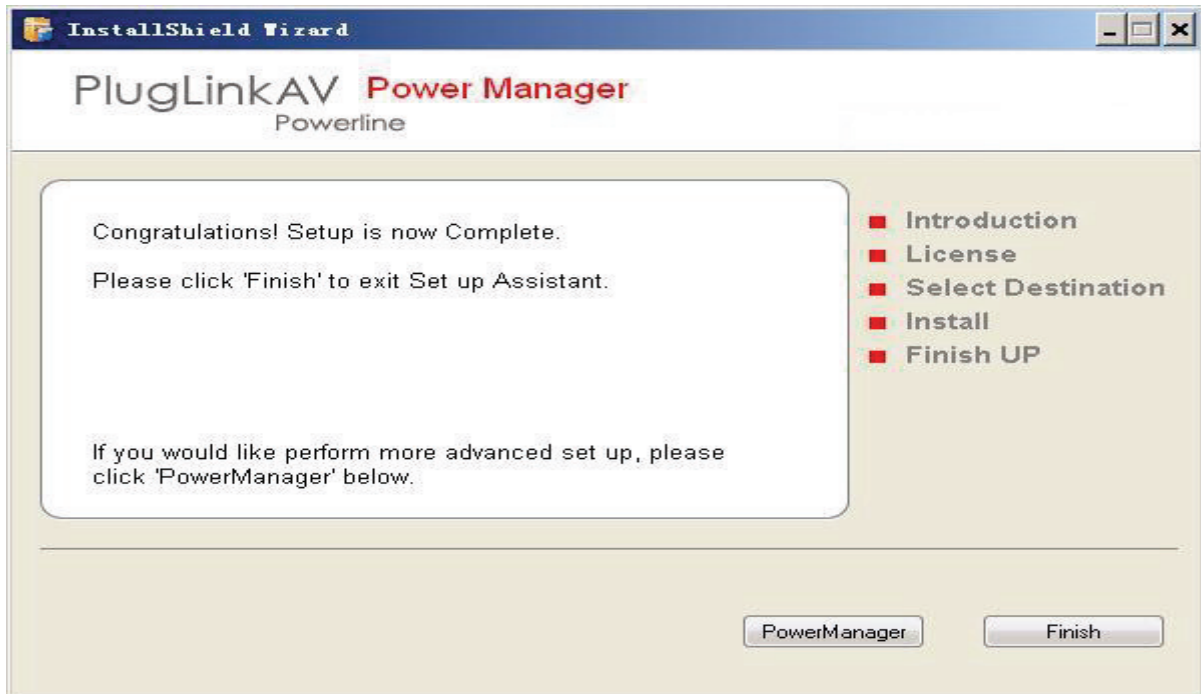 InstallShield Wizard
PlugLinkAV Power Manager
Powerline
Congratulations! Setup is now Complete.
Please click 'Finish' to exit Set up Assistant.
If you would like perform more advanced set up, please
click 'PowerManager' below.
Introduction
License
Select Destination
Install
Finish UP
PowerManager
Finish